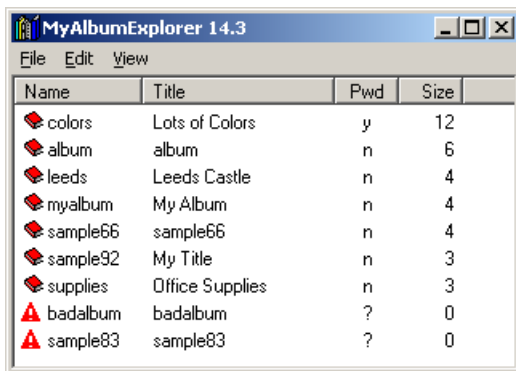 MyAlbumExplorer 14.3
File Edit View
Name Title Pwd Size
colors Lots of Colors y 12
album album n 6
leeds Leeds Castle n 4
myalbum My Album n 4
sample66 sample66 n 4
sample92 My Title n 3
supplies Office Supplies n 3
badalbum badalbum ? 0
sample83 sample83 ? 0